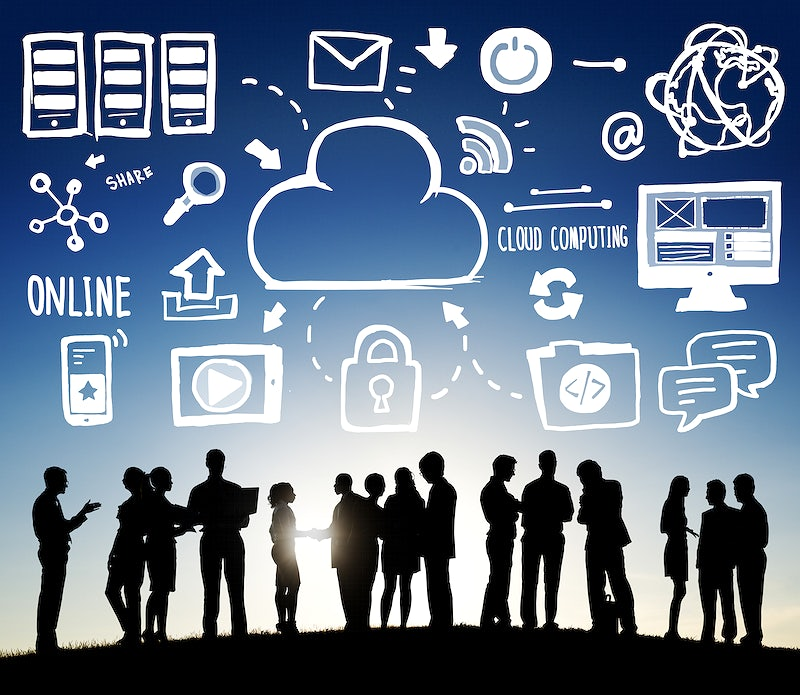 @
SHARE
CLOUD COMPUTING
ONLINE
</>